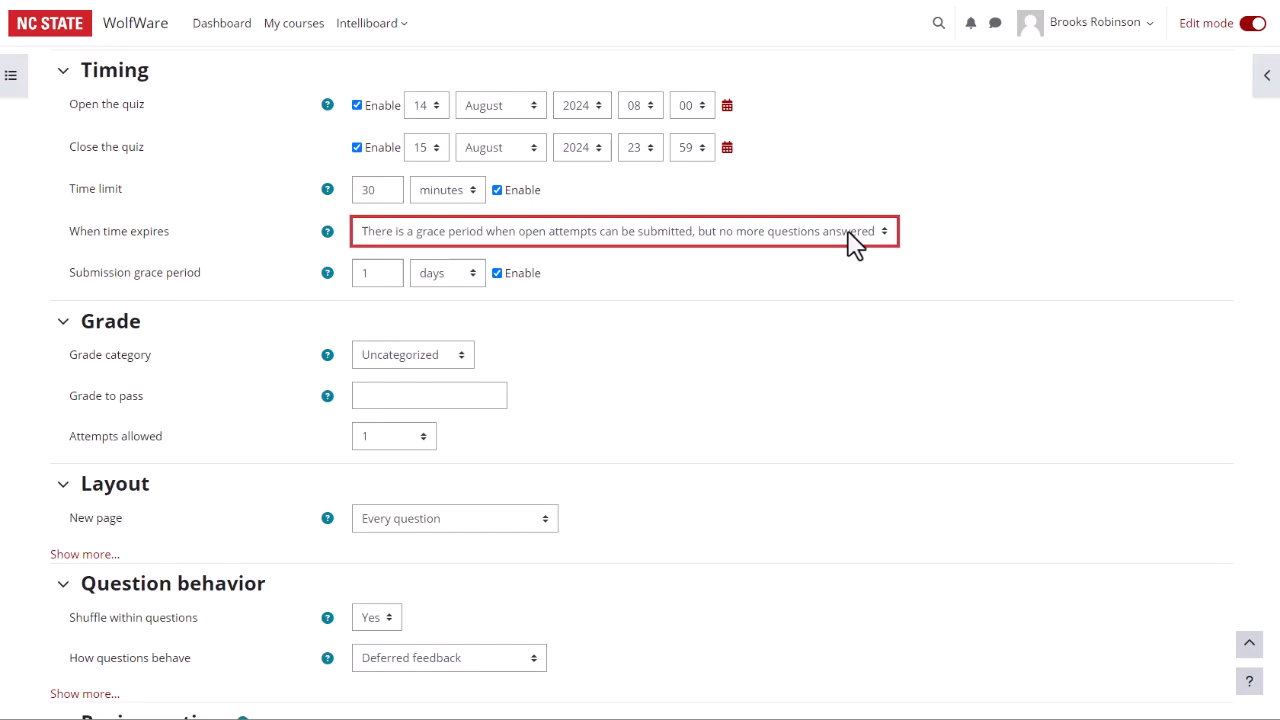 NC STATE WolfWare Dashboard My courses Intelliboard Brooks Robinson Edit mode
Timing
Open the quiz ? Enable 14 August 2024 08 00
Close the quiz ? Enable 15 August 2024 23 59
Time limit ? 30 minutes Enable
When time expires ? There is a grace period when open attempts can be submitted, but no more questions answered
Submission grace period ? 1 days Enable
Grade
Grade category ? Uncategorized
Grade to pass ?
Attempts allowed 1
Layout
New page ? Every question
Show more...
Question behavior
Shuffle within questions ? Yes
How questions behave ? Deferred feedback
?
Show more...